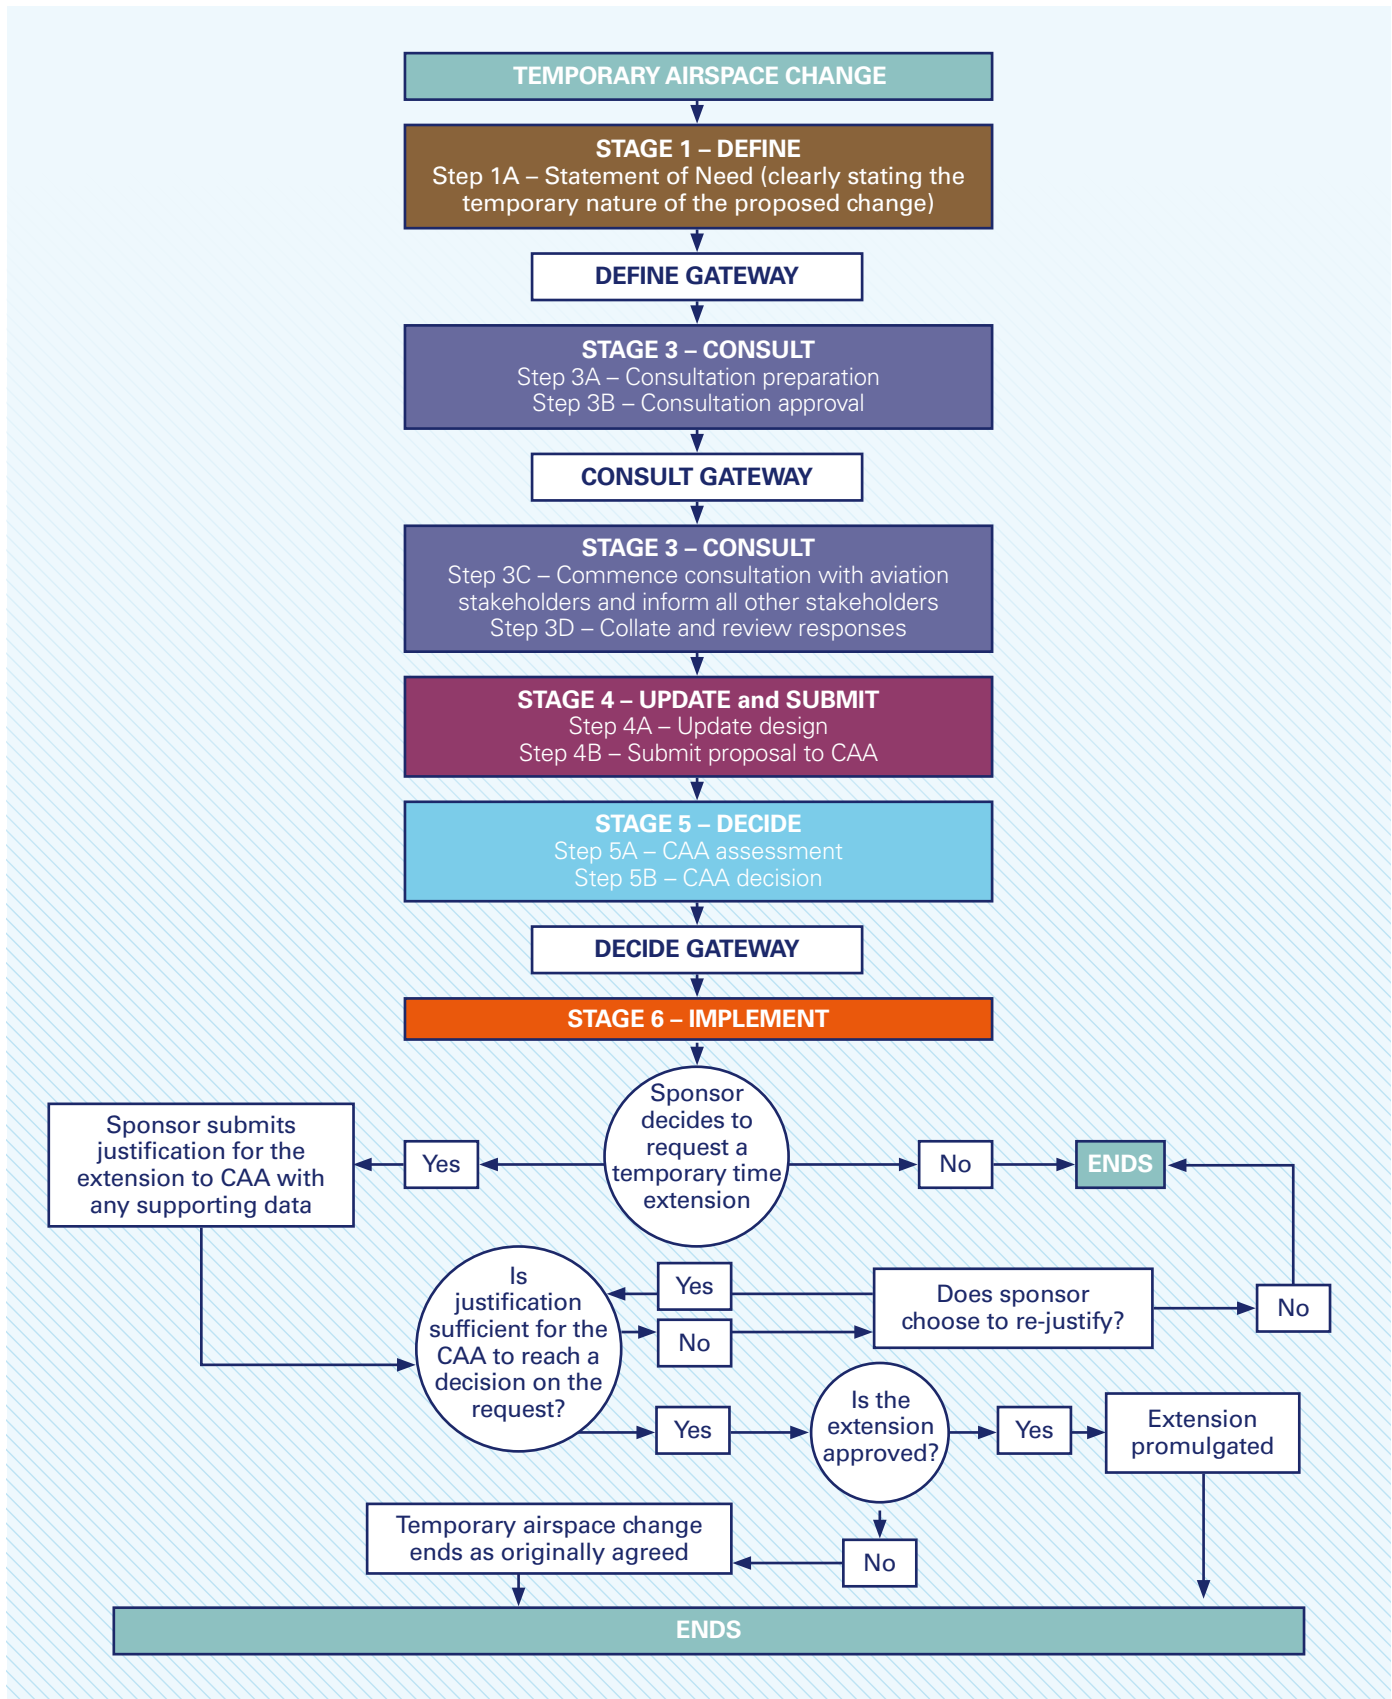 TEMPORARY AIRSPACE CHANGE
STAGE 1 – DEFINE
Step 1A – Statement of Need (clearly stating the
temporary nature of the proposed change)
DEFINE GATEWAY
STAGE 3 – CONSULT
Step 3A – Consultation preparation
Step 3B – Consultation approval
CONSULT GATEWAY
STAGE 3 – CONSULT
Step 3C – Commence consultation with aviation
stakeholders and inform all other stakeholders
Step 3D – Collate and review responses
STAGE 4 – UPDATE and SUBMIT
Step 4A – Update design
Step 4B – Submit proposal to CAA
STAGE 5 – DECIDE
Step 5A – CAA assessment
Step 5B – CAA decision
DECIDE GATEWAY
STAGE 6 – IMPLEMENT
Sponsor
decides to
request a
temporary time
extension
Yes
Sponsor submits
justification for the
extension to CAA with
any supporting data
No
ENDS
Is
justification
sufficient for the
CAA to reach a
decision on the
request?
Yes
No
Does sponsor
choose to re-justify?
No
Yes
Is the
extension
approved?
Yes
Extension
promulgated
No
Temporary airspace change
ends as originally agreed
ENDS